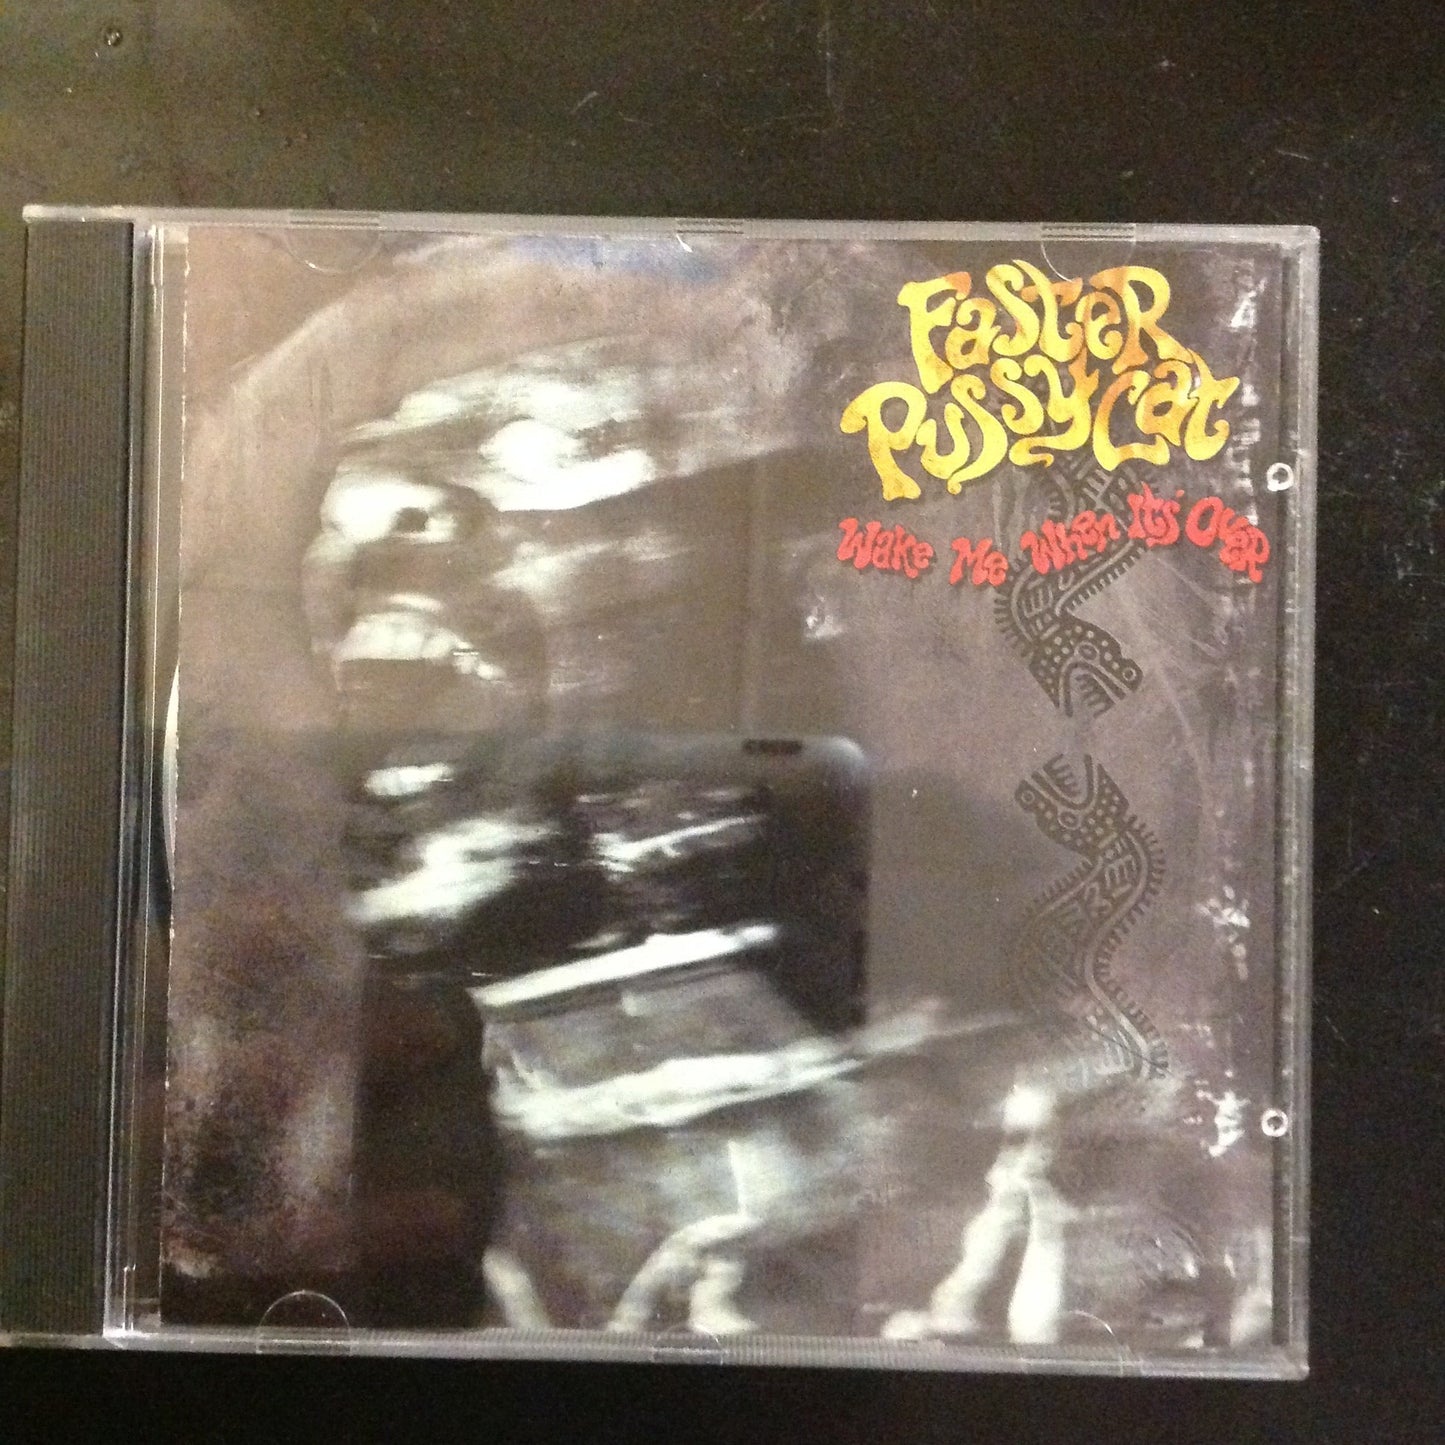 FasteR
PussyCat
Wake Me When It's Over